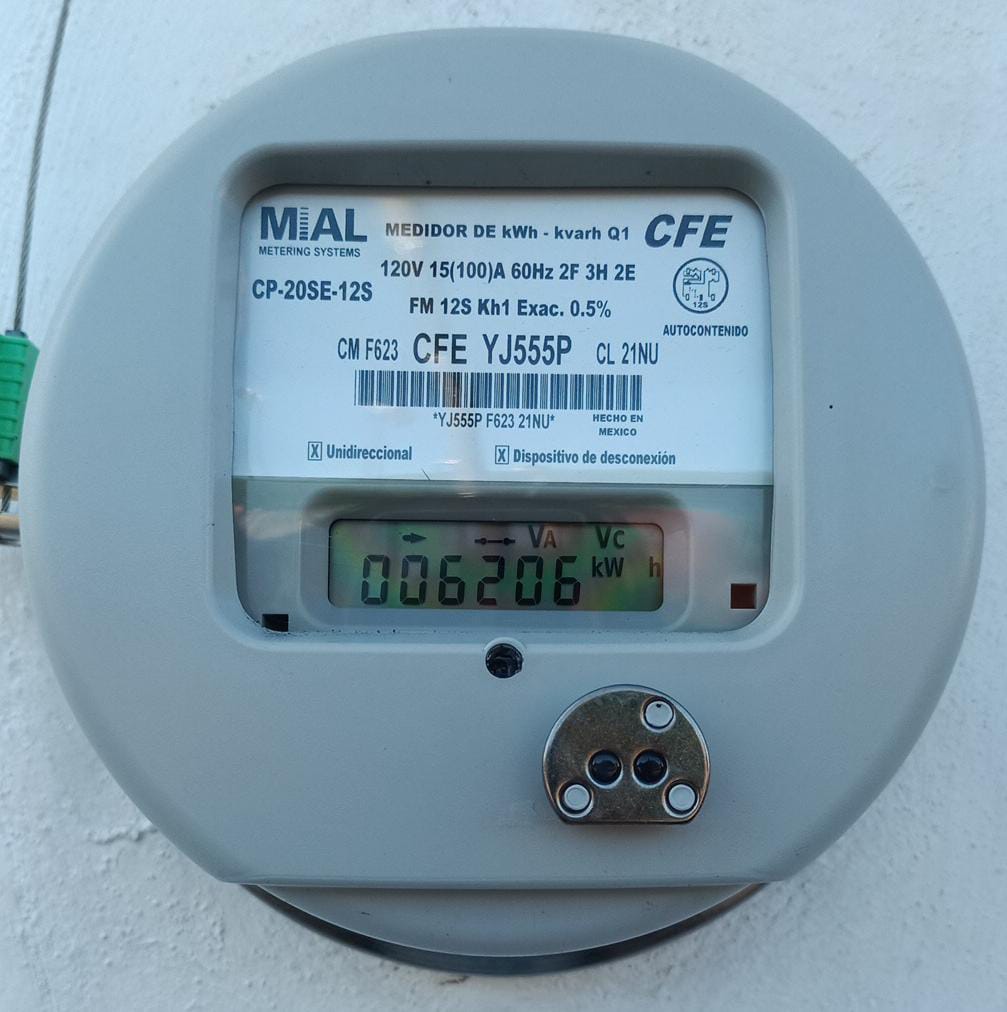 MIAL
METERING SYSTEMS
MEDIDOR DE kWh - kvarh Q1
CFE
120V 15(100)A 60Hz 2F 3H 2E
CP-20SE-12S
FM 12S Kh1 Exac. 0.5%
12S
AUTOCONTENIDO
CM F623 CFE YJ555P CL 21NU
*YJ555P F623 21NU*
HECHO EN
MEXICO
X Unidireccional
X Dispositivo de desconexión
VA VC
006206 kW h